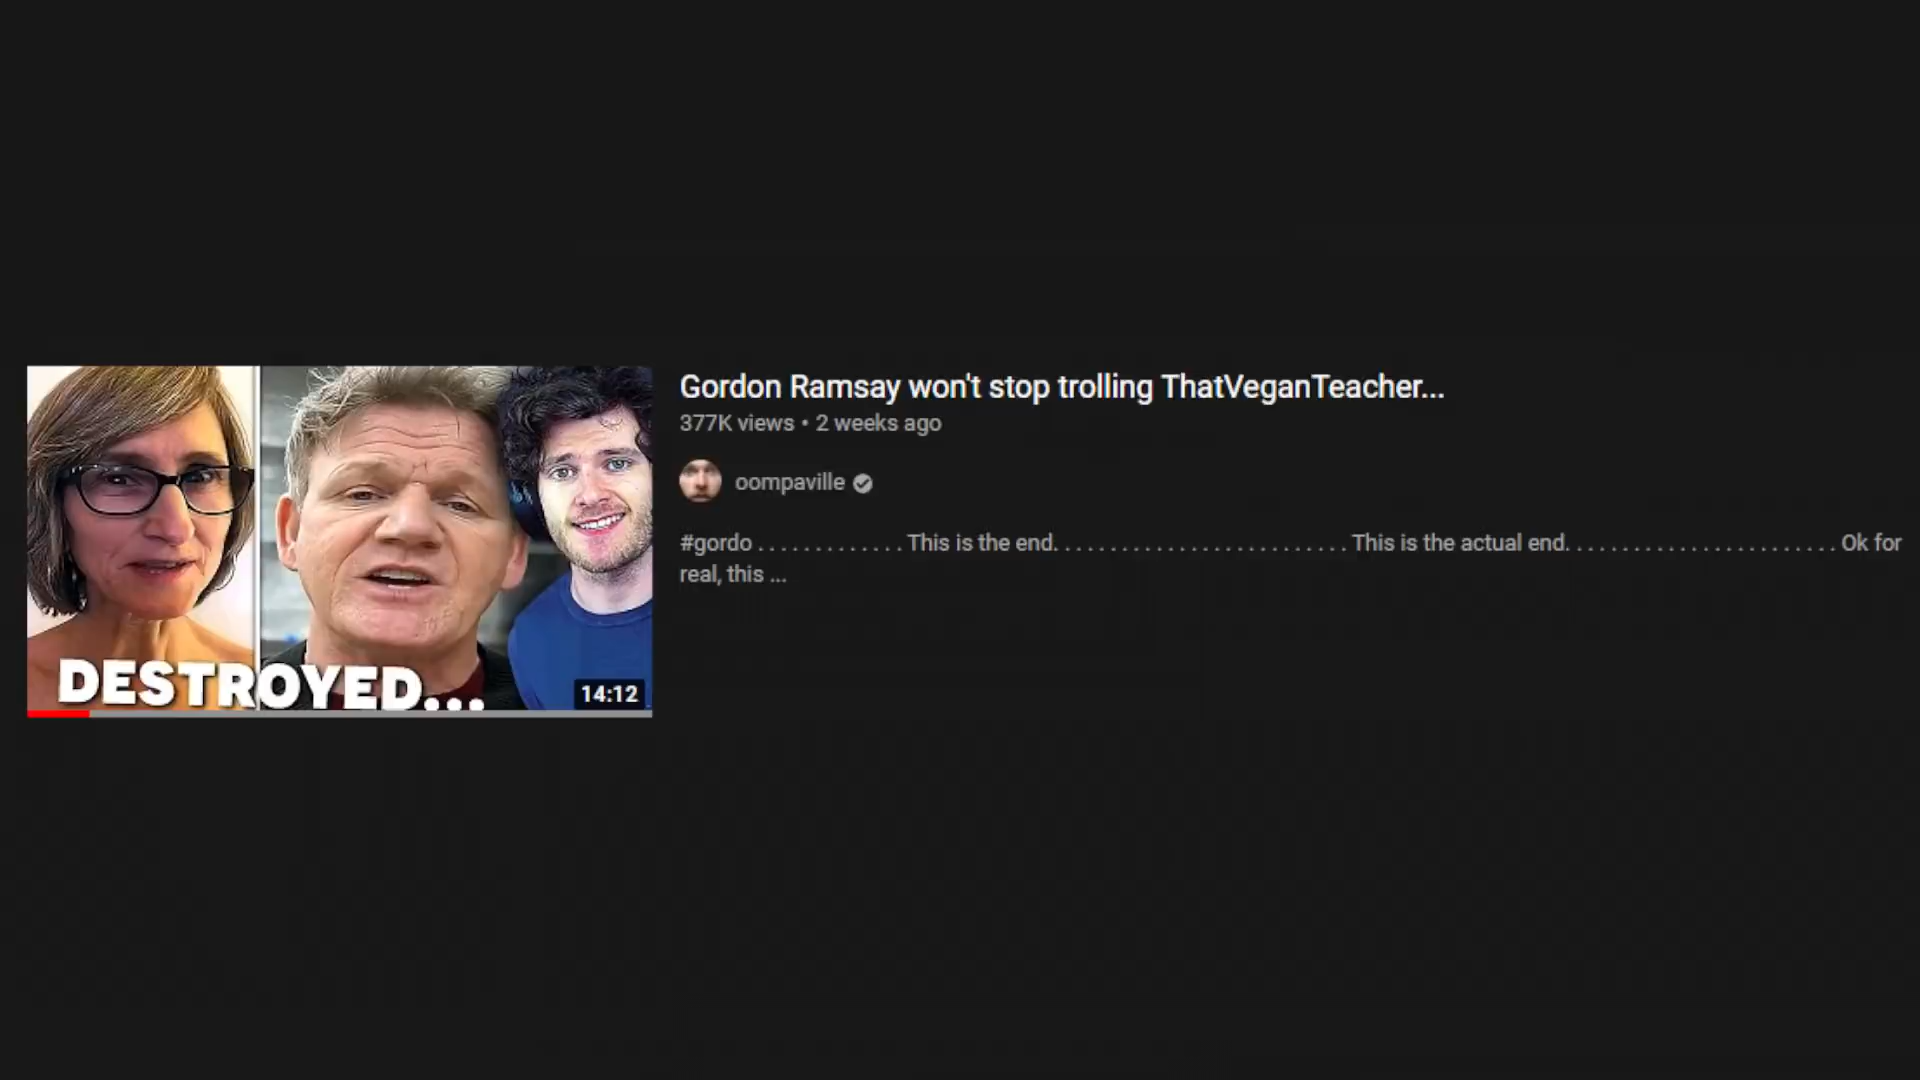 Gordon Ramsay won't stop trolling ThatVeganTeacher...
377K views • 2 weeks ago
oompaville
#gordo . . . . . . . . . . . . . This is the end. . . . . . . . . . . . . . . . . . . . . . . . . . This is the actual end. . . . . . . . . . . . . . . . . . . . . . . . Ok for
real, this ...
DESTROYED...
14:12